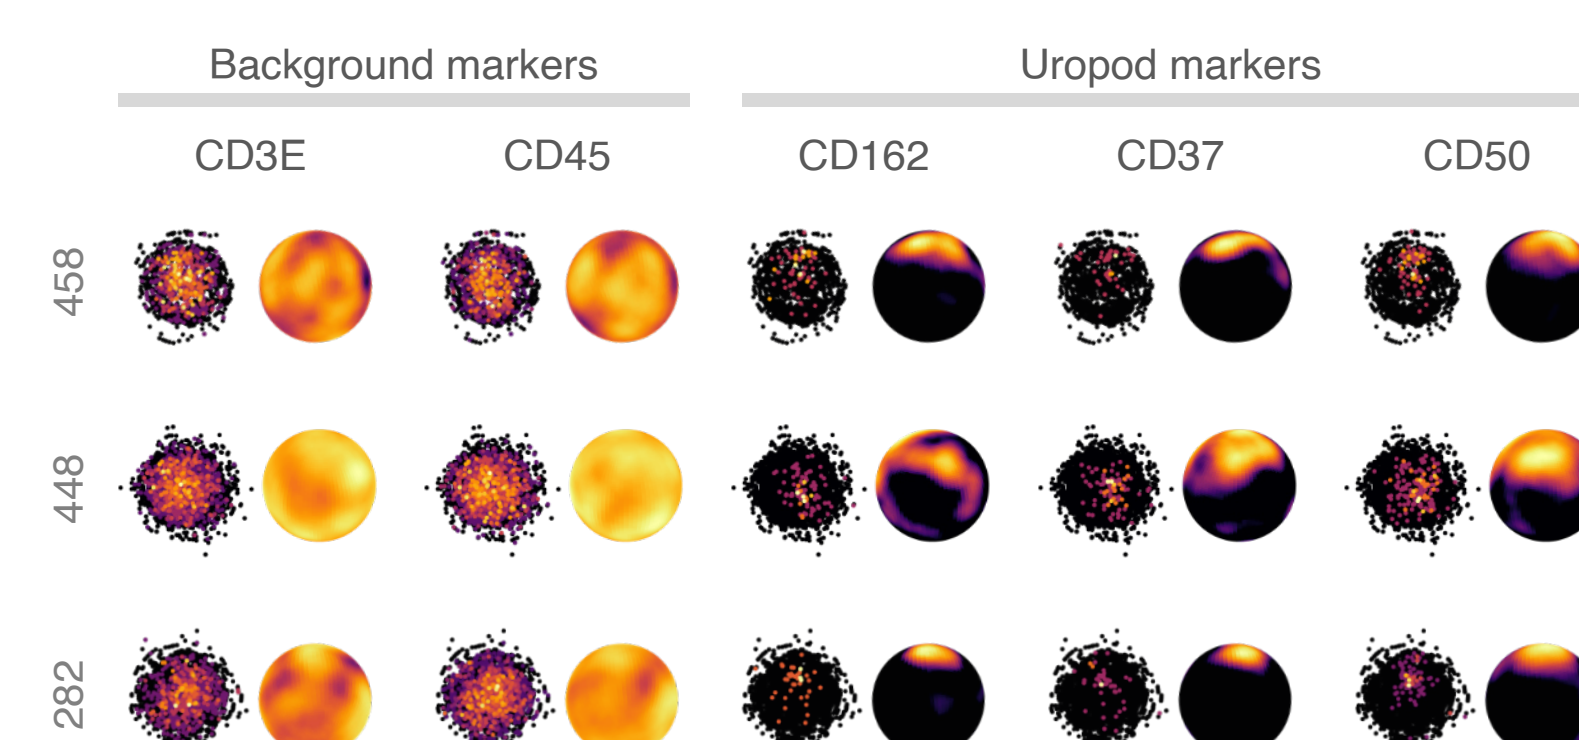 Background markers
Uropod markers
CD3E
CD45
CD162
CD37
CD50
458
448
282